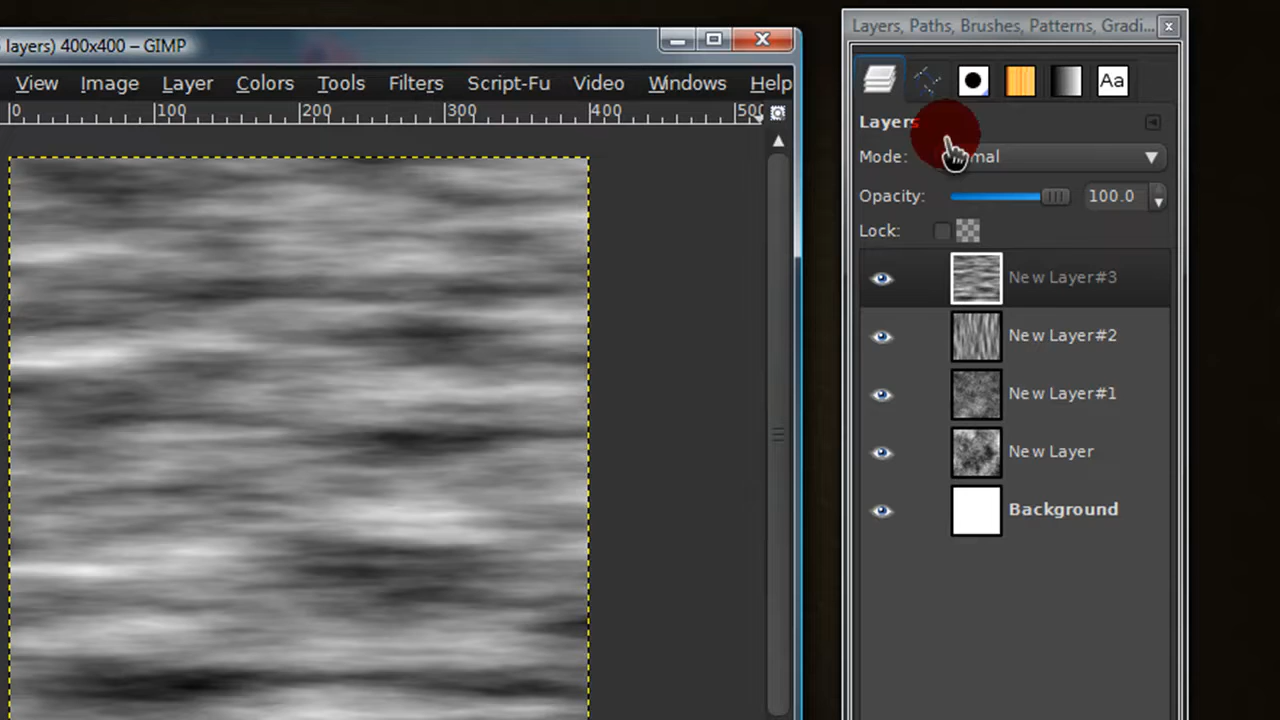 layers) 400x400 – GIMP
View Image Layer Colors Tools Filters Script-Fu Video Windows Help
0 100 200 300 400
Layers, Paths, Brushes, Patterns, Gradi...
Aa
Layers
Mode:
Opacity: 100.0
Lock:
New Layer#3
New Layer#2
New Layer#1
New Layer
Background